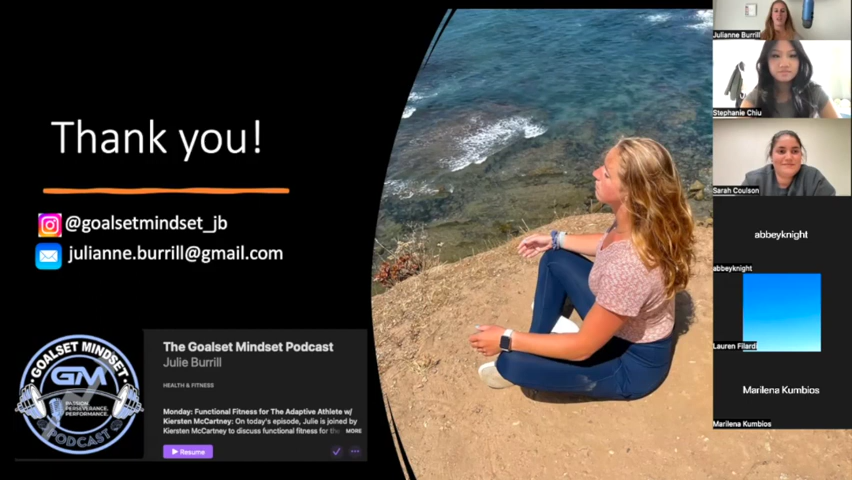 Thank you!
@goalsetmindset_jb
julianne.burrill@gmail.com
GOALSET MINDSET
GM
PASSION.
PERSEVERANCE.
PERFORMANCE.
PODCAST
The Goalset Mindset Podcast
Julie Burrill
HEALTH & FITNESS
Monday: Functional Fitness for The Adaptive Athlete w/
Kiersten McCartney: On today's episode, Julie is joined by
Kiersten McCartney to discuss functional fitness for the MORE
Resume
Julianne Burrill
Stephanie Chiu
Sarah Coulson
abbeyknight
abbeyknight
Lauren Filardi
Marilena Kumbios
Marilena Kumbios